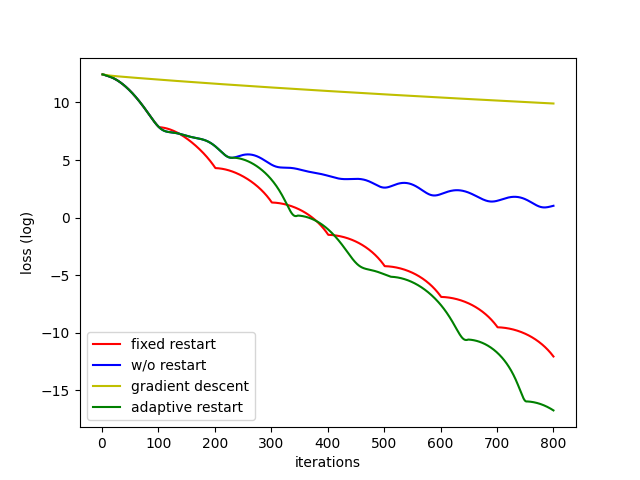 10
5
0
−5
−10
−15
loss (log)
fixed restart
w/o restart
gradient descent
adaptive restart
0 100 200 300 400 500 600 700 800
iterations